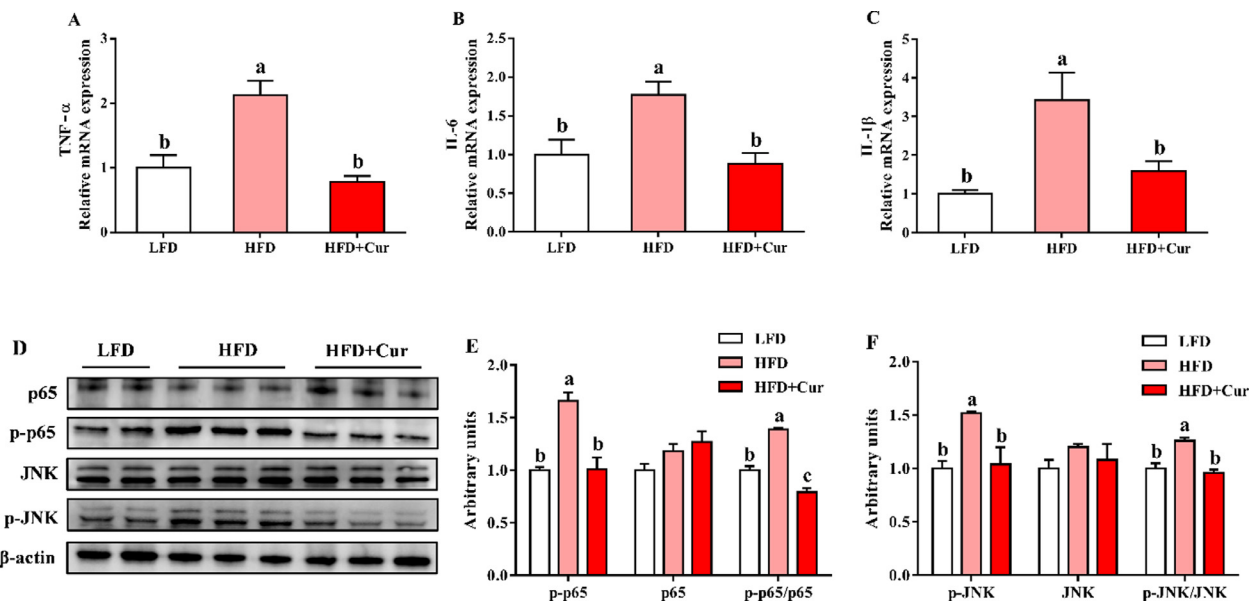 A
TNF-α
Relative mRNA expression
3
2
1
0
a
b
b
LFD
HFD
HFD+Cur
B
IL-6
Relative mRNA expression
2.5
2.0
1.5
1.0
0.5
0.0
a
b
b
LFD
HFD
HFD+Cur
C
IL-1β
Relative mRNA expression
5
4
3
2
1
0
a
b
b
LFD
HFD
HFD+Cur
D
LFD
HFD
HFD+Cur
p65
p-p65
JNK
p-JNK
β-actin
E
LFD
HFD
HFD+Cur
Arbitrary units
2.0
1.5
1.0
0.5
0.0
b
a
b
b
a
c
p-p65
p65
p-p65/p65
F
LFD
HFD
HFD+Cur
Arbitrary units
2.0
1.5
1.0
0.5
0.0
b
a
b
b
a
b
p-JNK
JNK
p-JNK/JNK